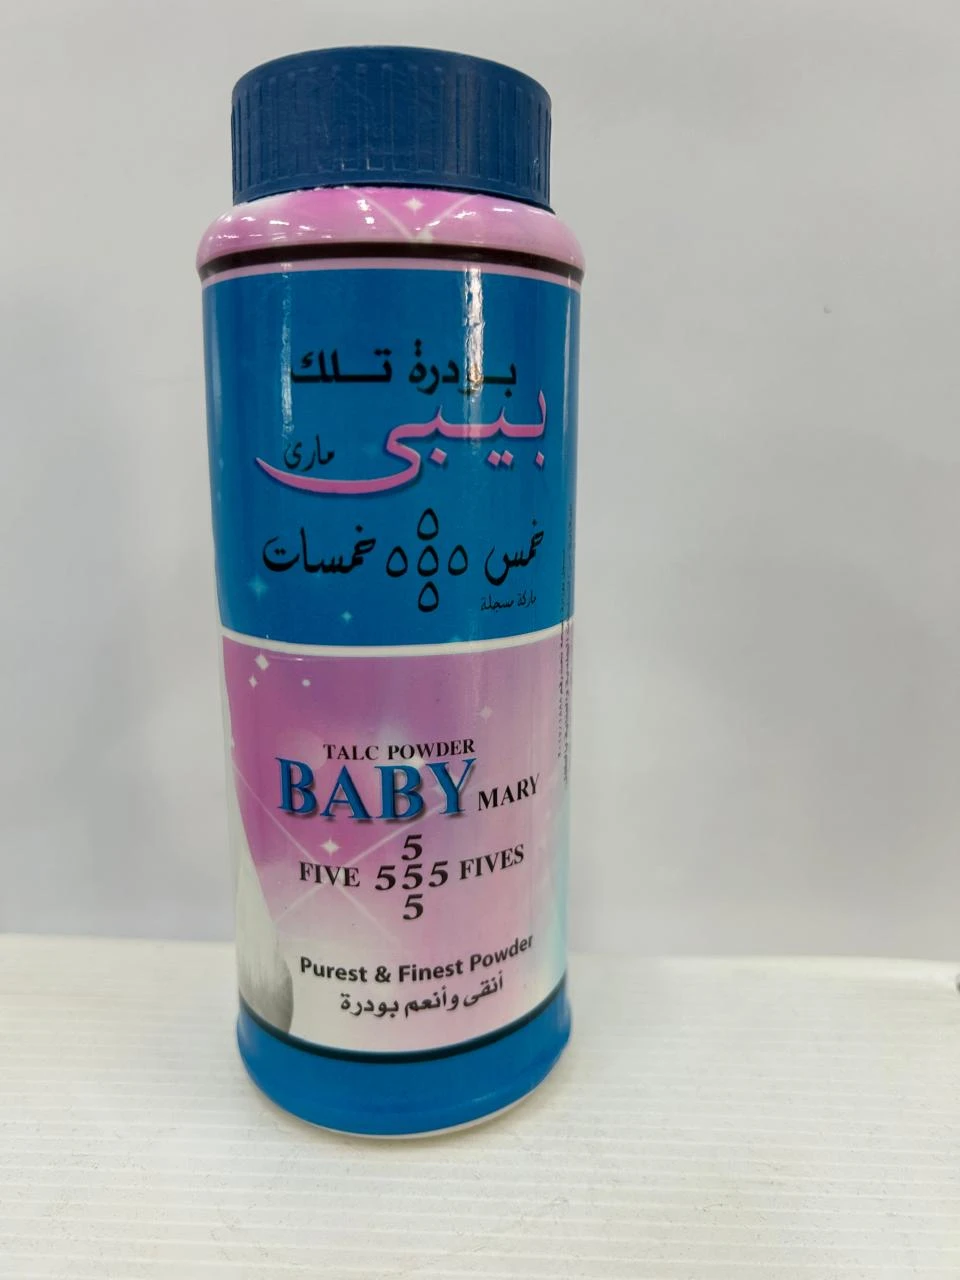 بودرة تلك
بيبى مارى
٥
خمس ٥٥٥ خمسات
٥
ماركة مسجلة
TALC POWDER
BABY MARY
5
FIVE 555 FIVES
5
Purest & Finest Powder
أنقى وأنعم بودرة